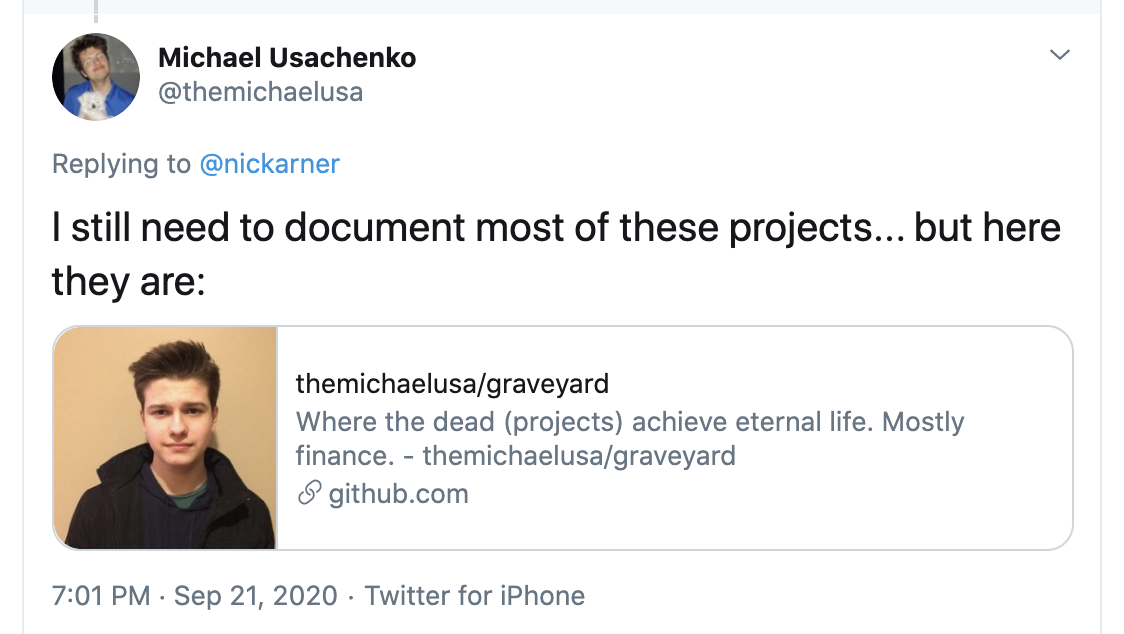 Michael Usachenko
@themichaelusa
Replying to @nickarner
I still need to document most of these projects... but here
they are:
themichaelusa/graveyard
Where the dead (projects) achieve eternal life. Mostly
finance. - themichaelusa/graveyard
github.com
7:01 PM · Sep 21, 2020 · Twitter for iPhone